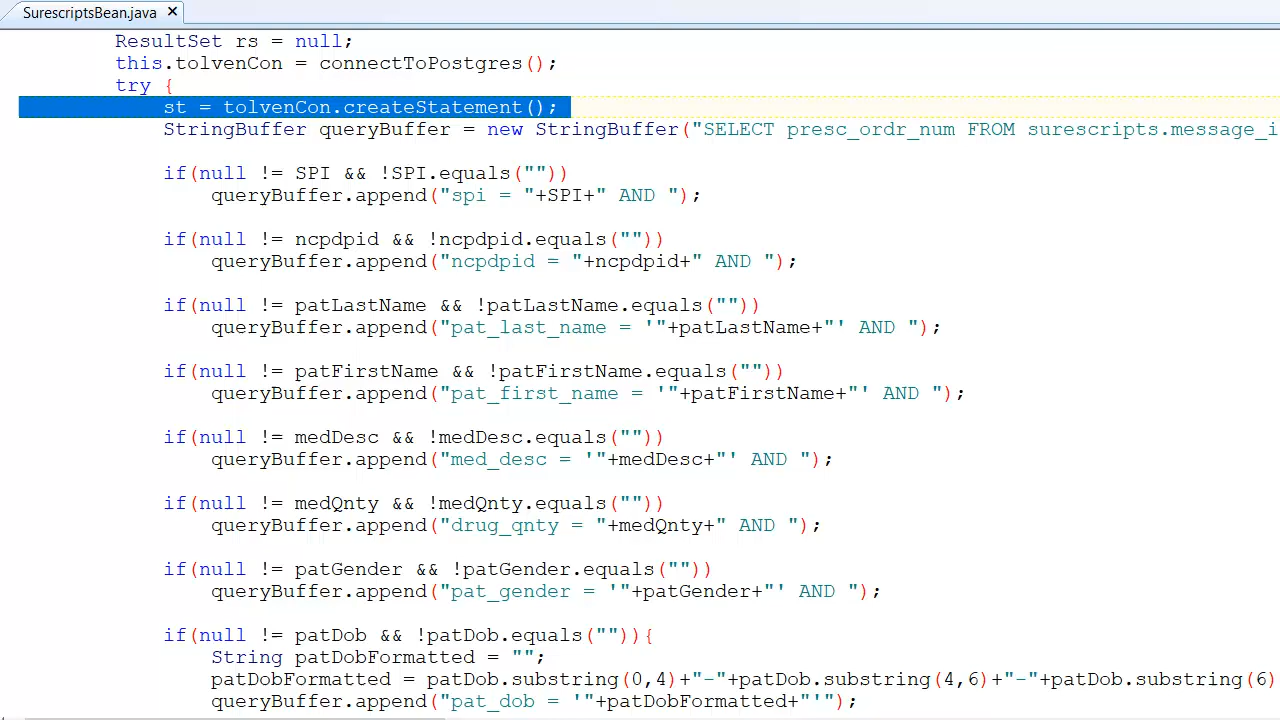 SurescriptsBean.java
ResultSet rs = null;
this.tolvenCon = connectToPostgres();
try {
st = tolvenCon.createStatement();
StringBuffer queryBuffer = new StringBuffer("SELECT presc_ordr_num FROM surescripts.message_i
if(null != SPI && !SPI.equals(""))
queryBuffer.append("spi = "+SPI+" AND ");
if(null != ncpdpid && !ncpdpid.equals(""))
queryBuffer.append("ncpdpid = "+ncpdpid+" AND ");
if(null != patLastName && !patLastName.equals(""))
queryBuffer.append("pat_last_name = '"+patLastName+"' AND ");
if(null != patFirstName && !patFirstName.equals(""))
queryBuffer.append("pat_first_name = '"+patFirstName+"' AND ");
if(null != medDesc && !medDesc.equals(""))
queryBuffer.append("med_desc = '"+medDesc+"' AND ");
if(null != medQnty && !medQnty.equals(""))
queryBuffer.append("drug_qnty = "+medQnty+" AND ");
if(null != patGender && !patGender.equals(""))
queryBuffer.append("pat_gender = '"+patGender+"' AND ");
if(null != patDob && !patDob.equals("")){
String patDobFormatted = "";
patDobFormatted = patDob.substring(0,4)+"-"+patDob.substring(4,6)+"-"+patDob.substring(6)
queryBuffer.append("pat_dob = '"+patDobFormatted+"'");